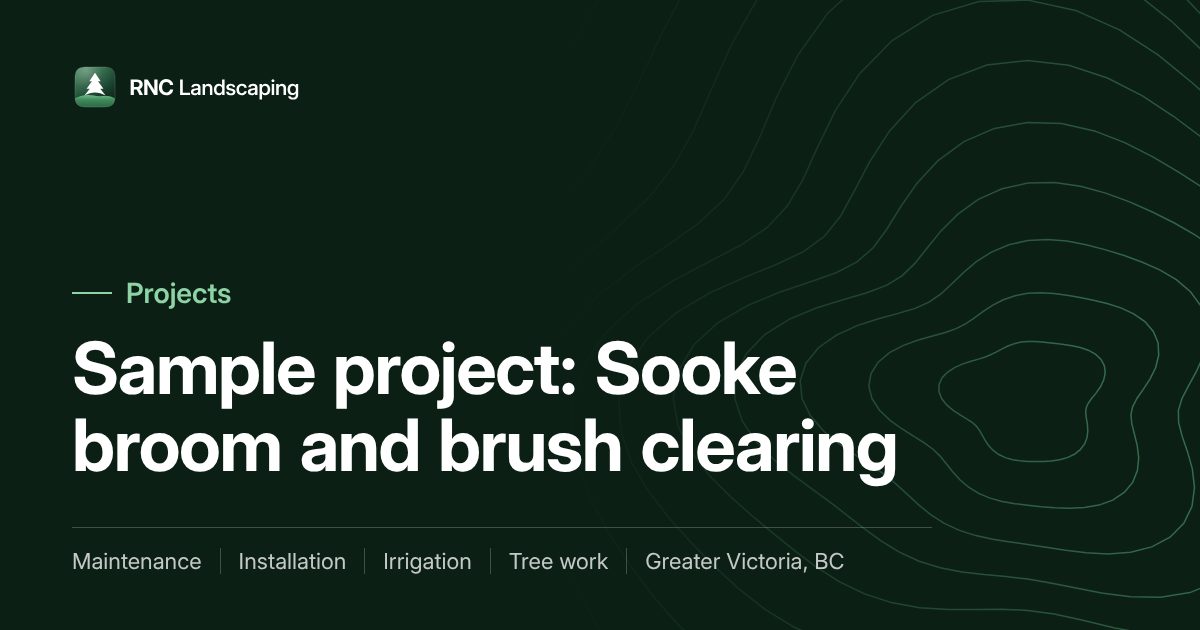 RNC Landscaping
Projects
Sample project: Sooke
broom and brush clearing
Maintenance | Installation | Irrigation | Tree work | Greater Victoria, BC